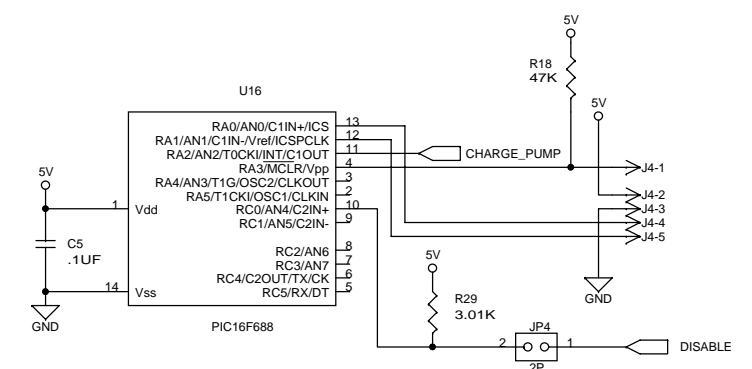 5V
R18
47K
U16
5V
RA0/AN0/C1IN+/ICS 13
RA1/AN1/C1IN-/Vref/ICSPCLK 12
RA2/AN2/T0CKI/INT/C1OUT 11 CHARGE_PUMP
RA3/MCLR/Vpp 4 J4-1
RA4/AN3/T1G/OSC2/CLKOUT 3
5V RA5/T1CKI/OSC1/CLKIN 2 J4-2
1 Vdd RC0/AN4/C2IN+ 10 J4-3
RC1/AN5/C2IN- 9 J4-4
J4-5
C5 RC2/AN6 8
.1UF RC3/AN7 7
RC4/C2OUT/TX/CK 6
14 Vss RC5/RX/DT 5
5V
GND
R29
3.01K
GND
PIC16F688
JP4
2 1 DISABLE
2P